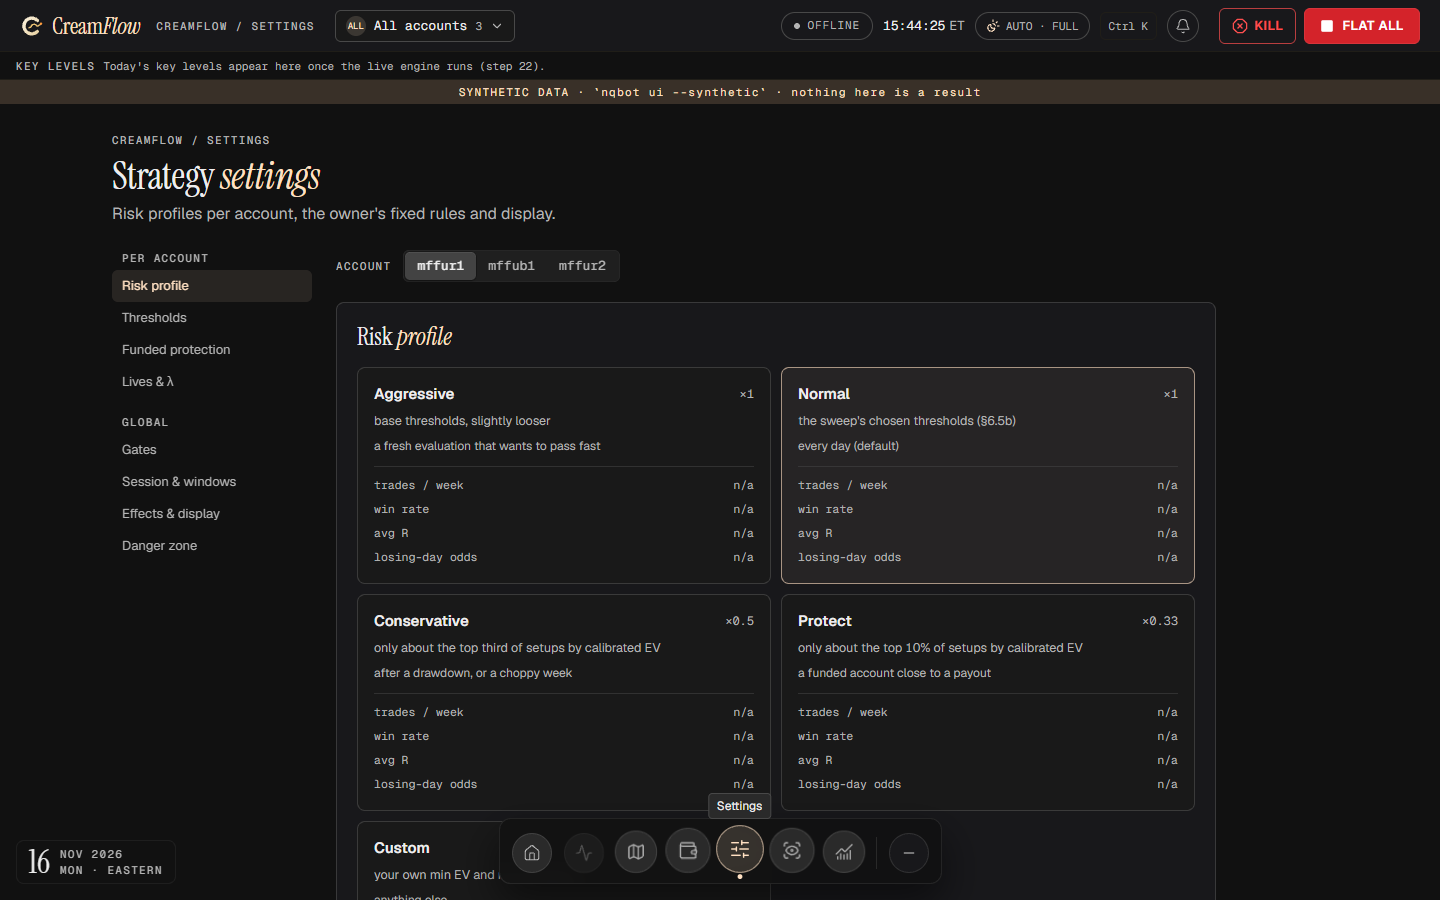 CreamFlow CREAMFLOW / SETTINGS ALL All accounts 3 OFFLINE 15:44:25 ET AUTO · FULL Ctrl K KILL FLAT ALL
KEY LEVELS Today's key levels appear here once the live engine runs (step 22).
SYNTHETIC DATA · `nqbot ui --synthetic` · nothing here is a result
CREAMFLOW / SETTINGS
Strategy settings
Risk profiles per account, the owner's fixed rules and display.
PER ACCOUNT
Risk profile
Thresholds
Funded protection
Lives & λ
GLOBAL
Gates
Session & windows
Effects & display
Danger zone
ACCOUNT mffur1 mffub1 mffur2
Risk profile
Aggressive ×1
base thresholds, slightly looser
a fresh evaluation that wants to pass fast
trades / week n/a
win rate n/a
avg R n/a
losing-day odds n/a
Normal ×1
the sweep's chosen thresholds (§6.5b)
every day (default)
trades / week n/a
win rate n/a
avg R n/a
losing-day odds n/a
Conservative ×0.5
only about the top third of setups by calibrated EV
after a drawdown, or a choppy week
trades / week n/a
win rate n/a
avg R n/a
losing-day odds n/a
Protect ×0.33
only about the top 10% of setups by calibrated EV
a funded account close to a payout
trades / week n/a
win rate n/a
avg R n/a
losing-day odds n/a
Custom
your own min EV and
anything else
Settings
16 NOV 2026
MON · EASTERN